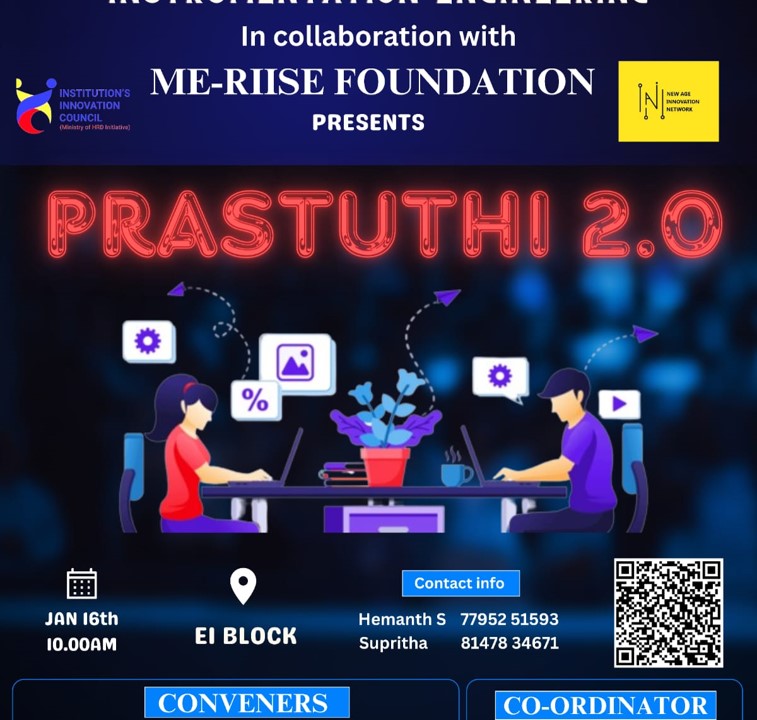 INSTRUMENTATION ENGINEERING
In collaboration with
ME-RIISE FOUNDATION
PRESENTS
INSTITUTION'S
INNOVATION
COUNCIL
(Ministry of HRD Initiative)
NEW AGE
INNOVATION
NETWORK
PRASTUTHI 2.0
%
JAN 16th
10.00AM
EI BLOCK
Contact info
Hemanth S 77952 51593
Supritha 81478 34671
CONVENERS
CO-ORDINATOR